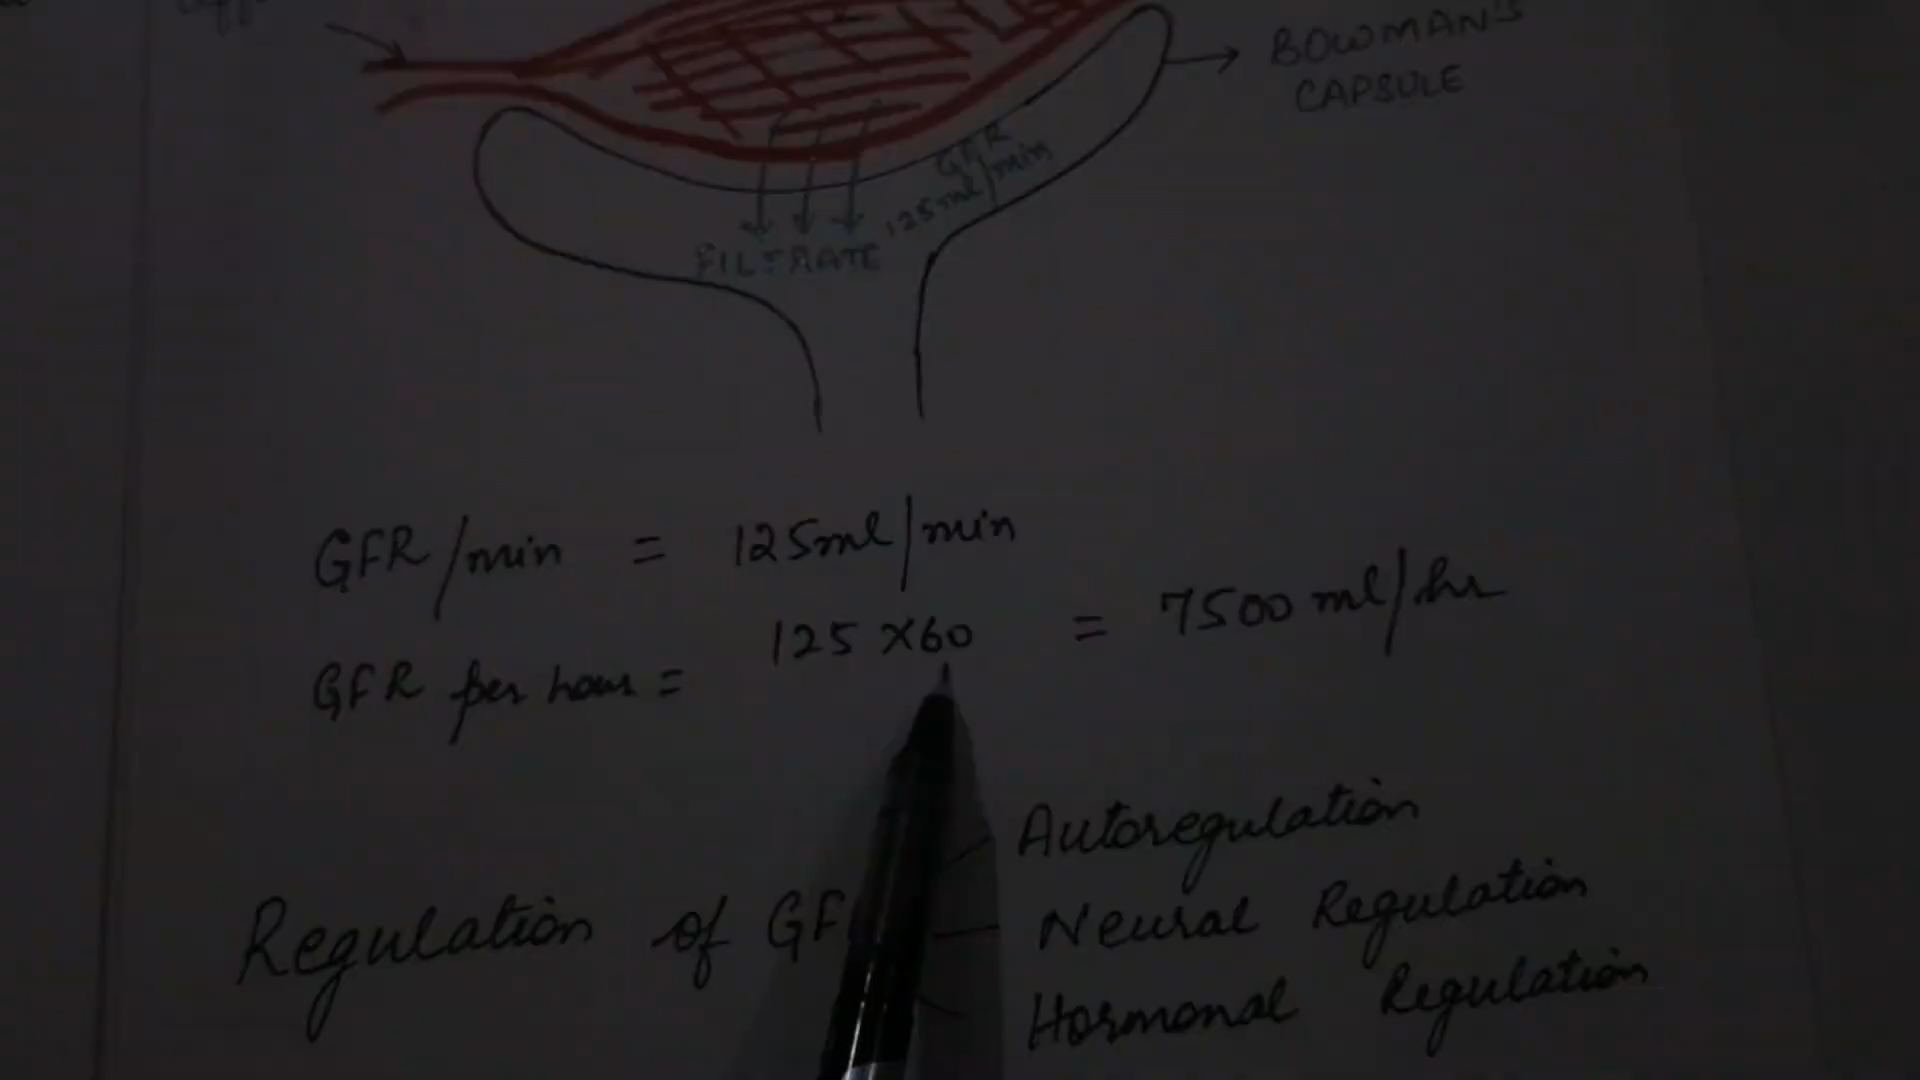 BOWMAN'S
CAPSULE
GFR
125ml/min
FILTRATE
GFR/min = 125ml/min
GFR per hour = 125 X60 = 7500 ml/hr
Autoregulation
Regulation of GF
Neural Regulation
Hormonal Regulation